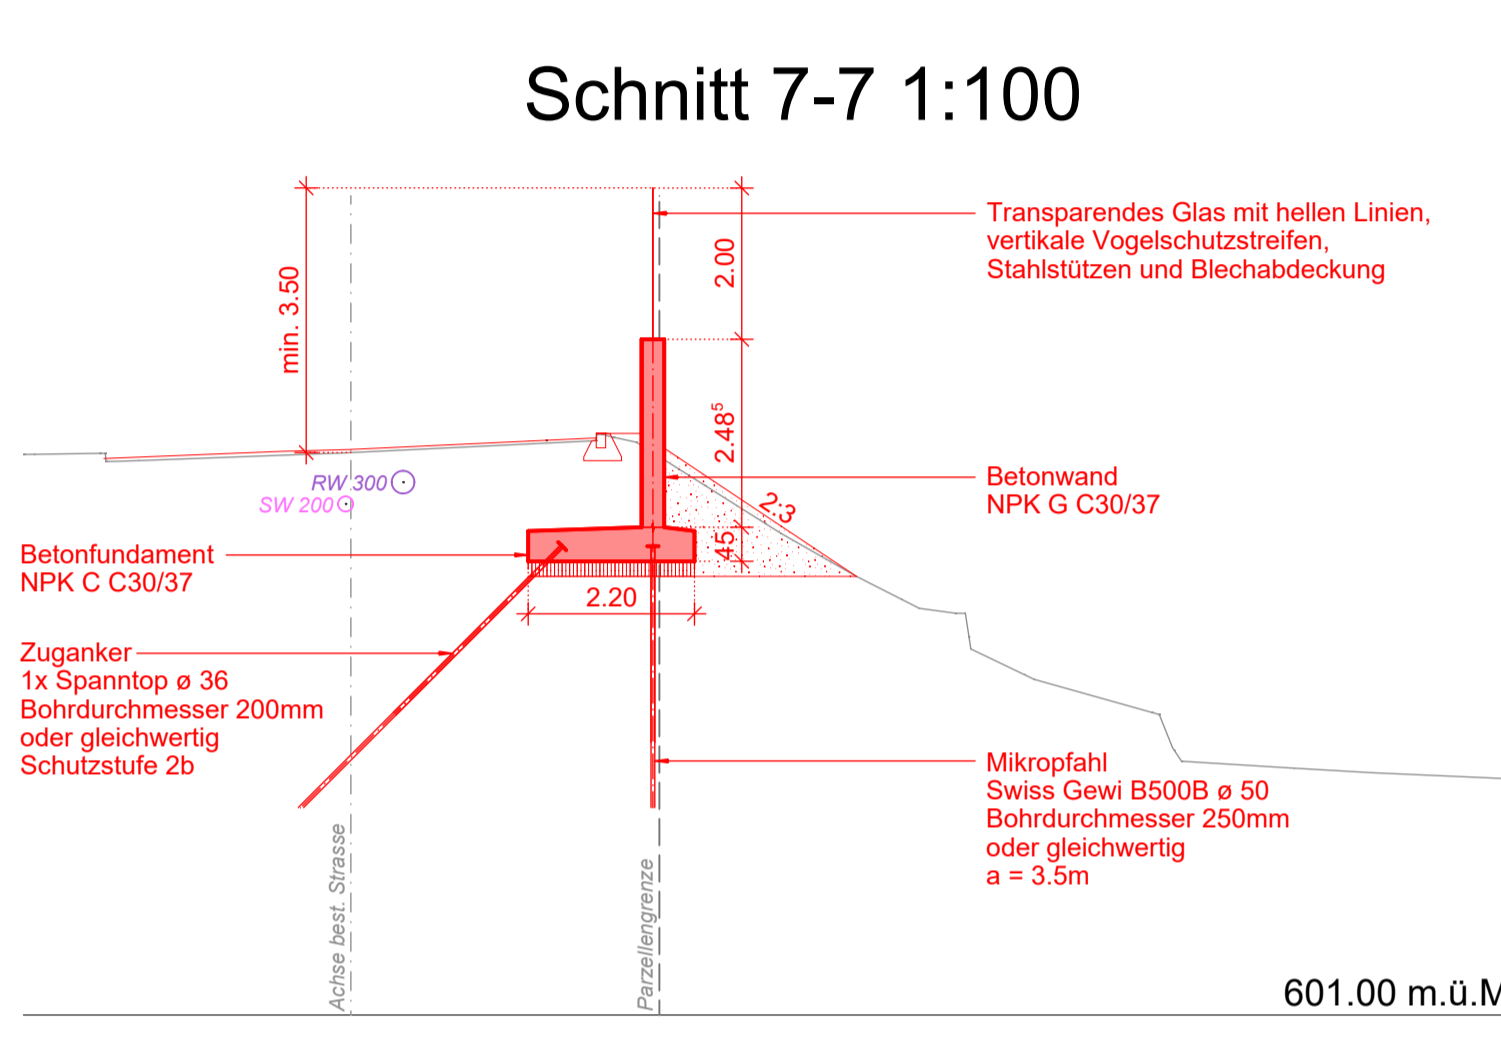 Schnitt 7-7 1:100
Transparendes Glas mit hellen Linien,
vertikale Vogelschutzstreifen,
Stahlstützen und Blechabdeckung
2.00
min. 3.50
2.48⁵
RW 300
SW 200
Betonwand
NPK G C30/37
2:3
45
Betonfundament
NPK C C30/37
2.20
Zuganker
1x Spanntop ø 36
Bohrdurchmesser 200mm
oder gleichwertig
Schutzstufe 2b
Mikropfahl
Swiss Gewi B500B ø 50
Bohrdurchmesser 250mm
oder gleichwertig
a = 3.5m
Achse best. Strasse
Parzellengrenze
601.00 m.ü.M